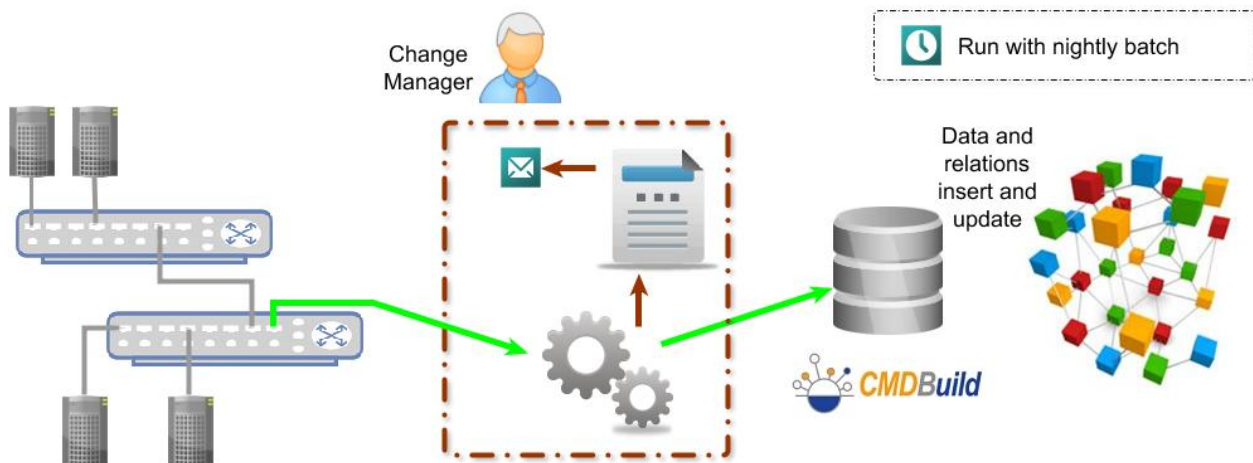 Change
Manager
Run with nightly batch
Data and
relations
insert and
update
CMDBuild